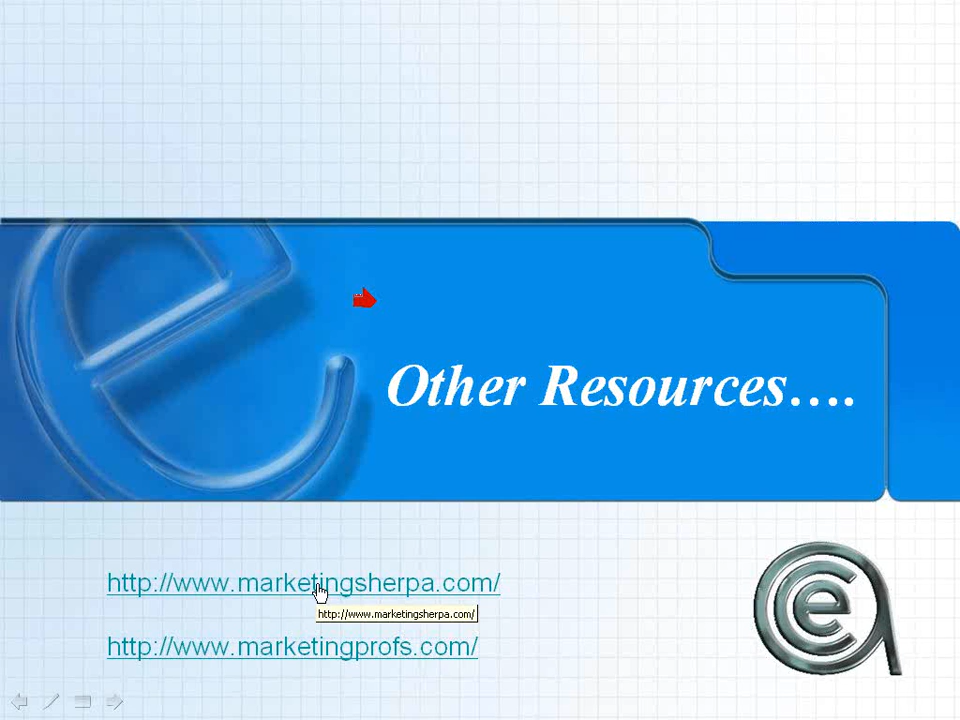 Other Resources….
http://www.marketingsherpa.com/
http://www.marketingsherpa.com/
http://www.marketingprofs.com/